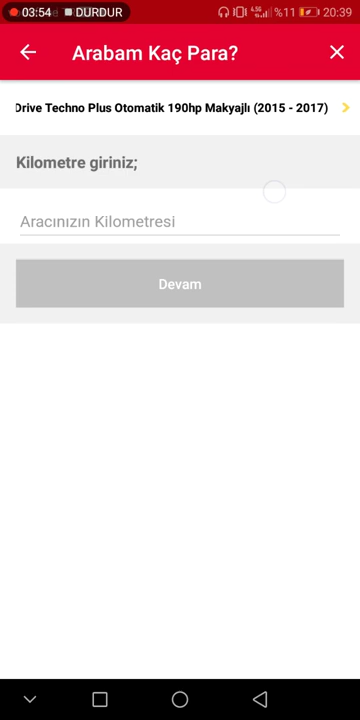 03:54 DURDUR %11 20:39
Arabam Kaç Para?
Drive Techno Plus Otomatik 190hp Makyajlı (2015 - 2017)
Kilometre giriniz;
Aracınızın Kilometresi
Devam